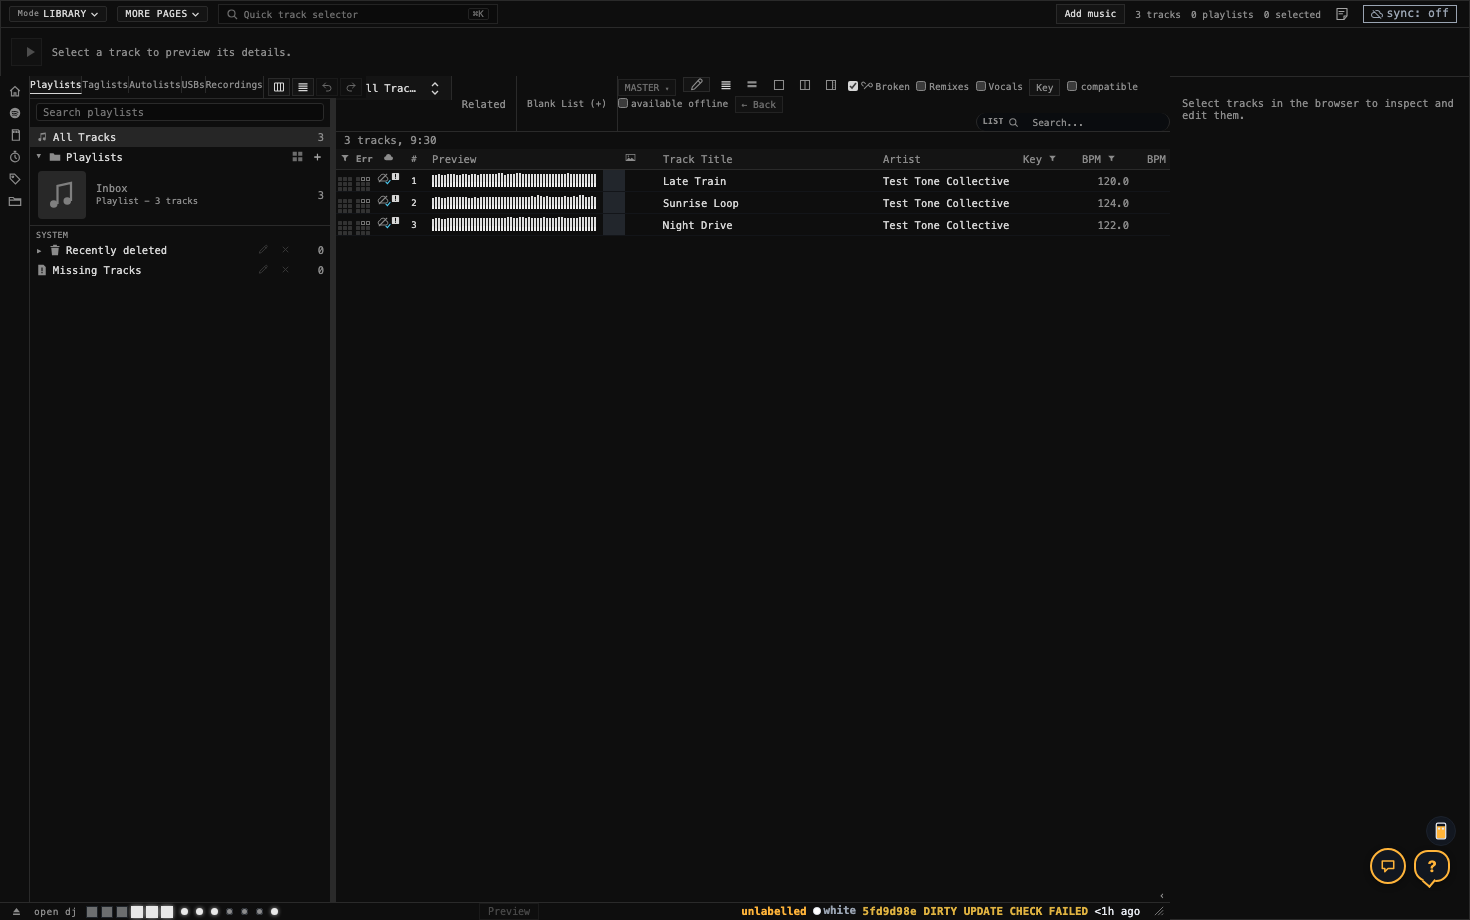 Mode LIBRARY MORE PAGES Quick track selector ⌘K Add music 3 tracks 0 playlists 0 selected sync: off
Select a track to preview its details.
Playlists Taglists Autolists USBs Recordings ll Trac… Related Blank List (+) MASTER Broken Remixes Vocals Key compatible
available offline ← Back
LIST Search...
Select tracks in the browser to inspect and
edit them.
Search playlists
All Tracks 3
Playlists +
Inbox
Playlist – 3 tracks
3
SYSTEM
Recently deleted 0
Missing Tracks 0
3 tracks, 9:30
Err # Preview Track Title Artist Key BPM BPM
1 Late Train Test Tone Collective 120.0
2 Sunrise Loop Test Tone Collective 124.0
3 Night Drive Test Tone Collective 122.0
?
open dj Preview unlabelled white 5fd9d98e DIRTY UPDATE CHECK FAILED <1h ago